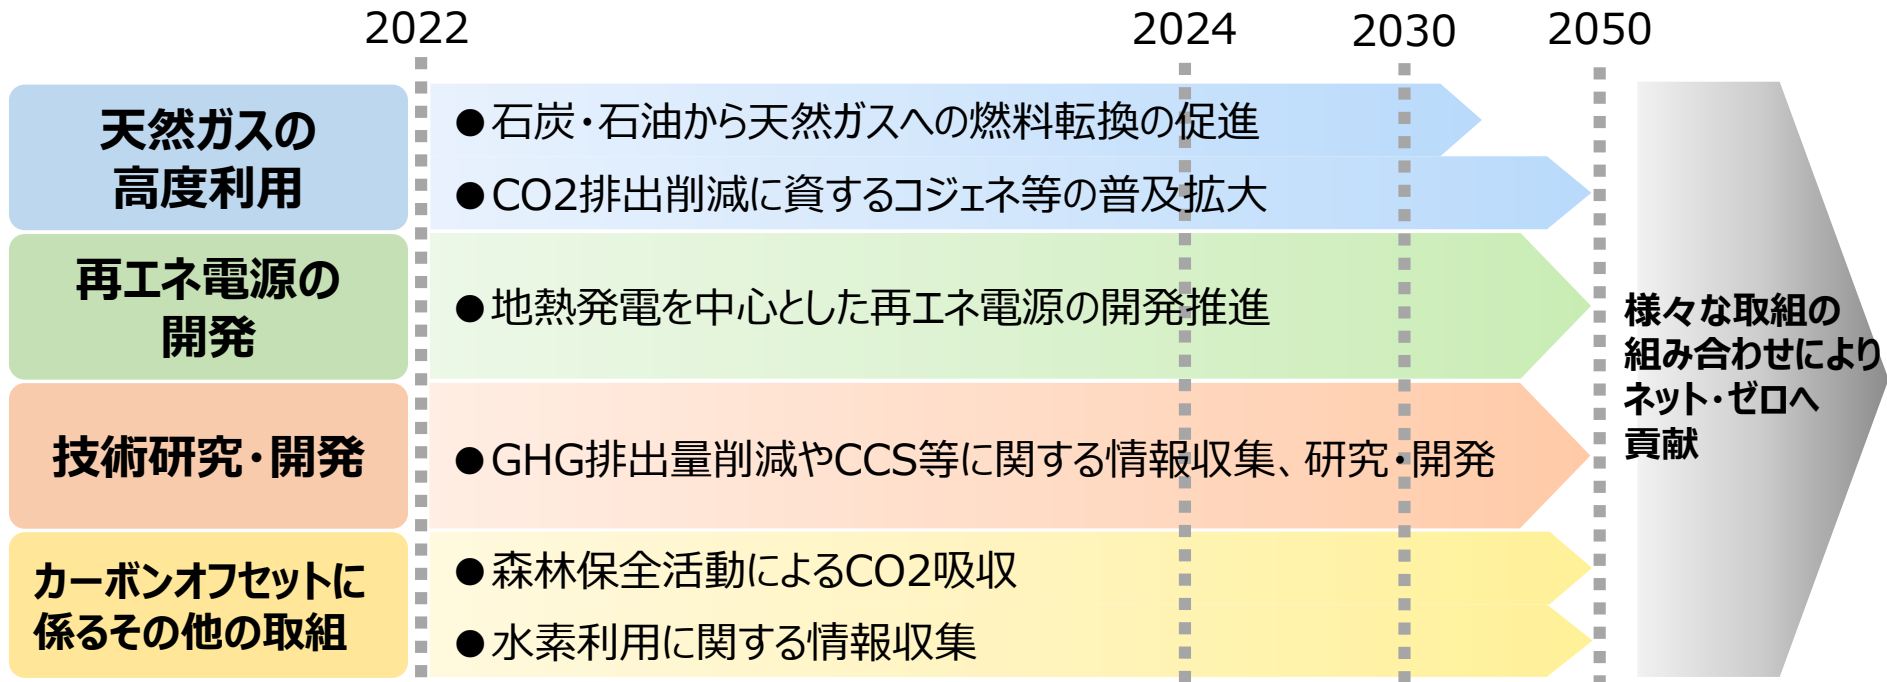 2022
2024
2030
2050
天然ガスの
高度利用
●石炭・石油から天然ガスへの燃料転換の促進
●CO2排出削減に資するコジェネ等の普及拡大
再エネ電源の
開発
●地熱発電を中心とした再エネ電源の開発推進
技術研究・開発
●GHG排出量削減やCCS等に関する情報収集、研究・開発
カーボンオフセットに
係るその他の取組
●森林保全活動によるCO2吸収
●水素利用に関する情報収集
様々な取組の
組み合わせにより
ネット・ゼロへ
貢献